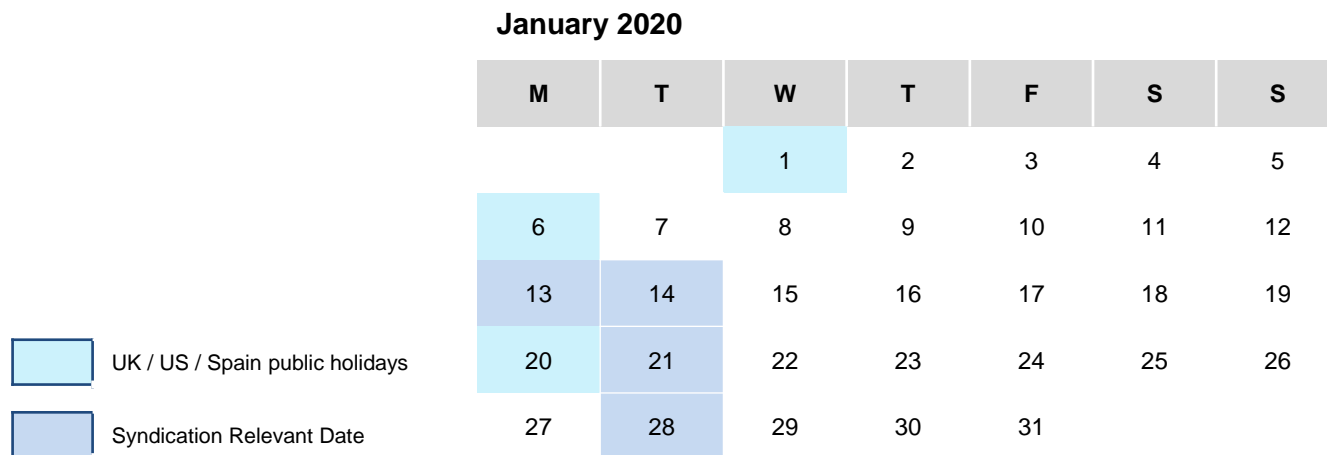 January 2020
M T W T F S S
1 2 3 4 5
6 7 8 9 10 11 12
13 14 15 16 17 18 19
UK / US / Spain public holidays 20 21 22 23 24 25 26
Syndication Relevant Date 27 28 29 30 31